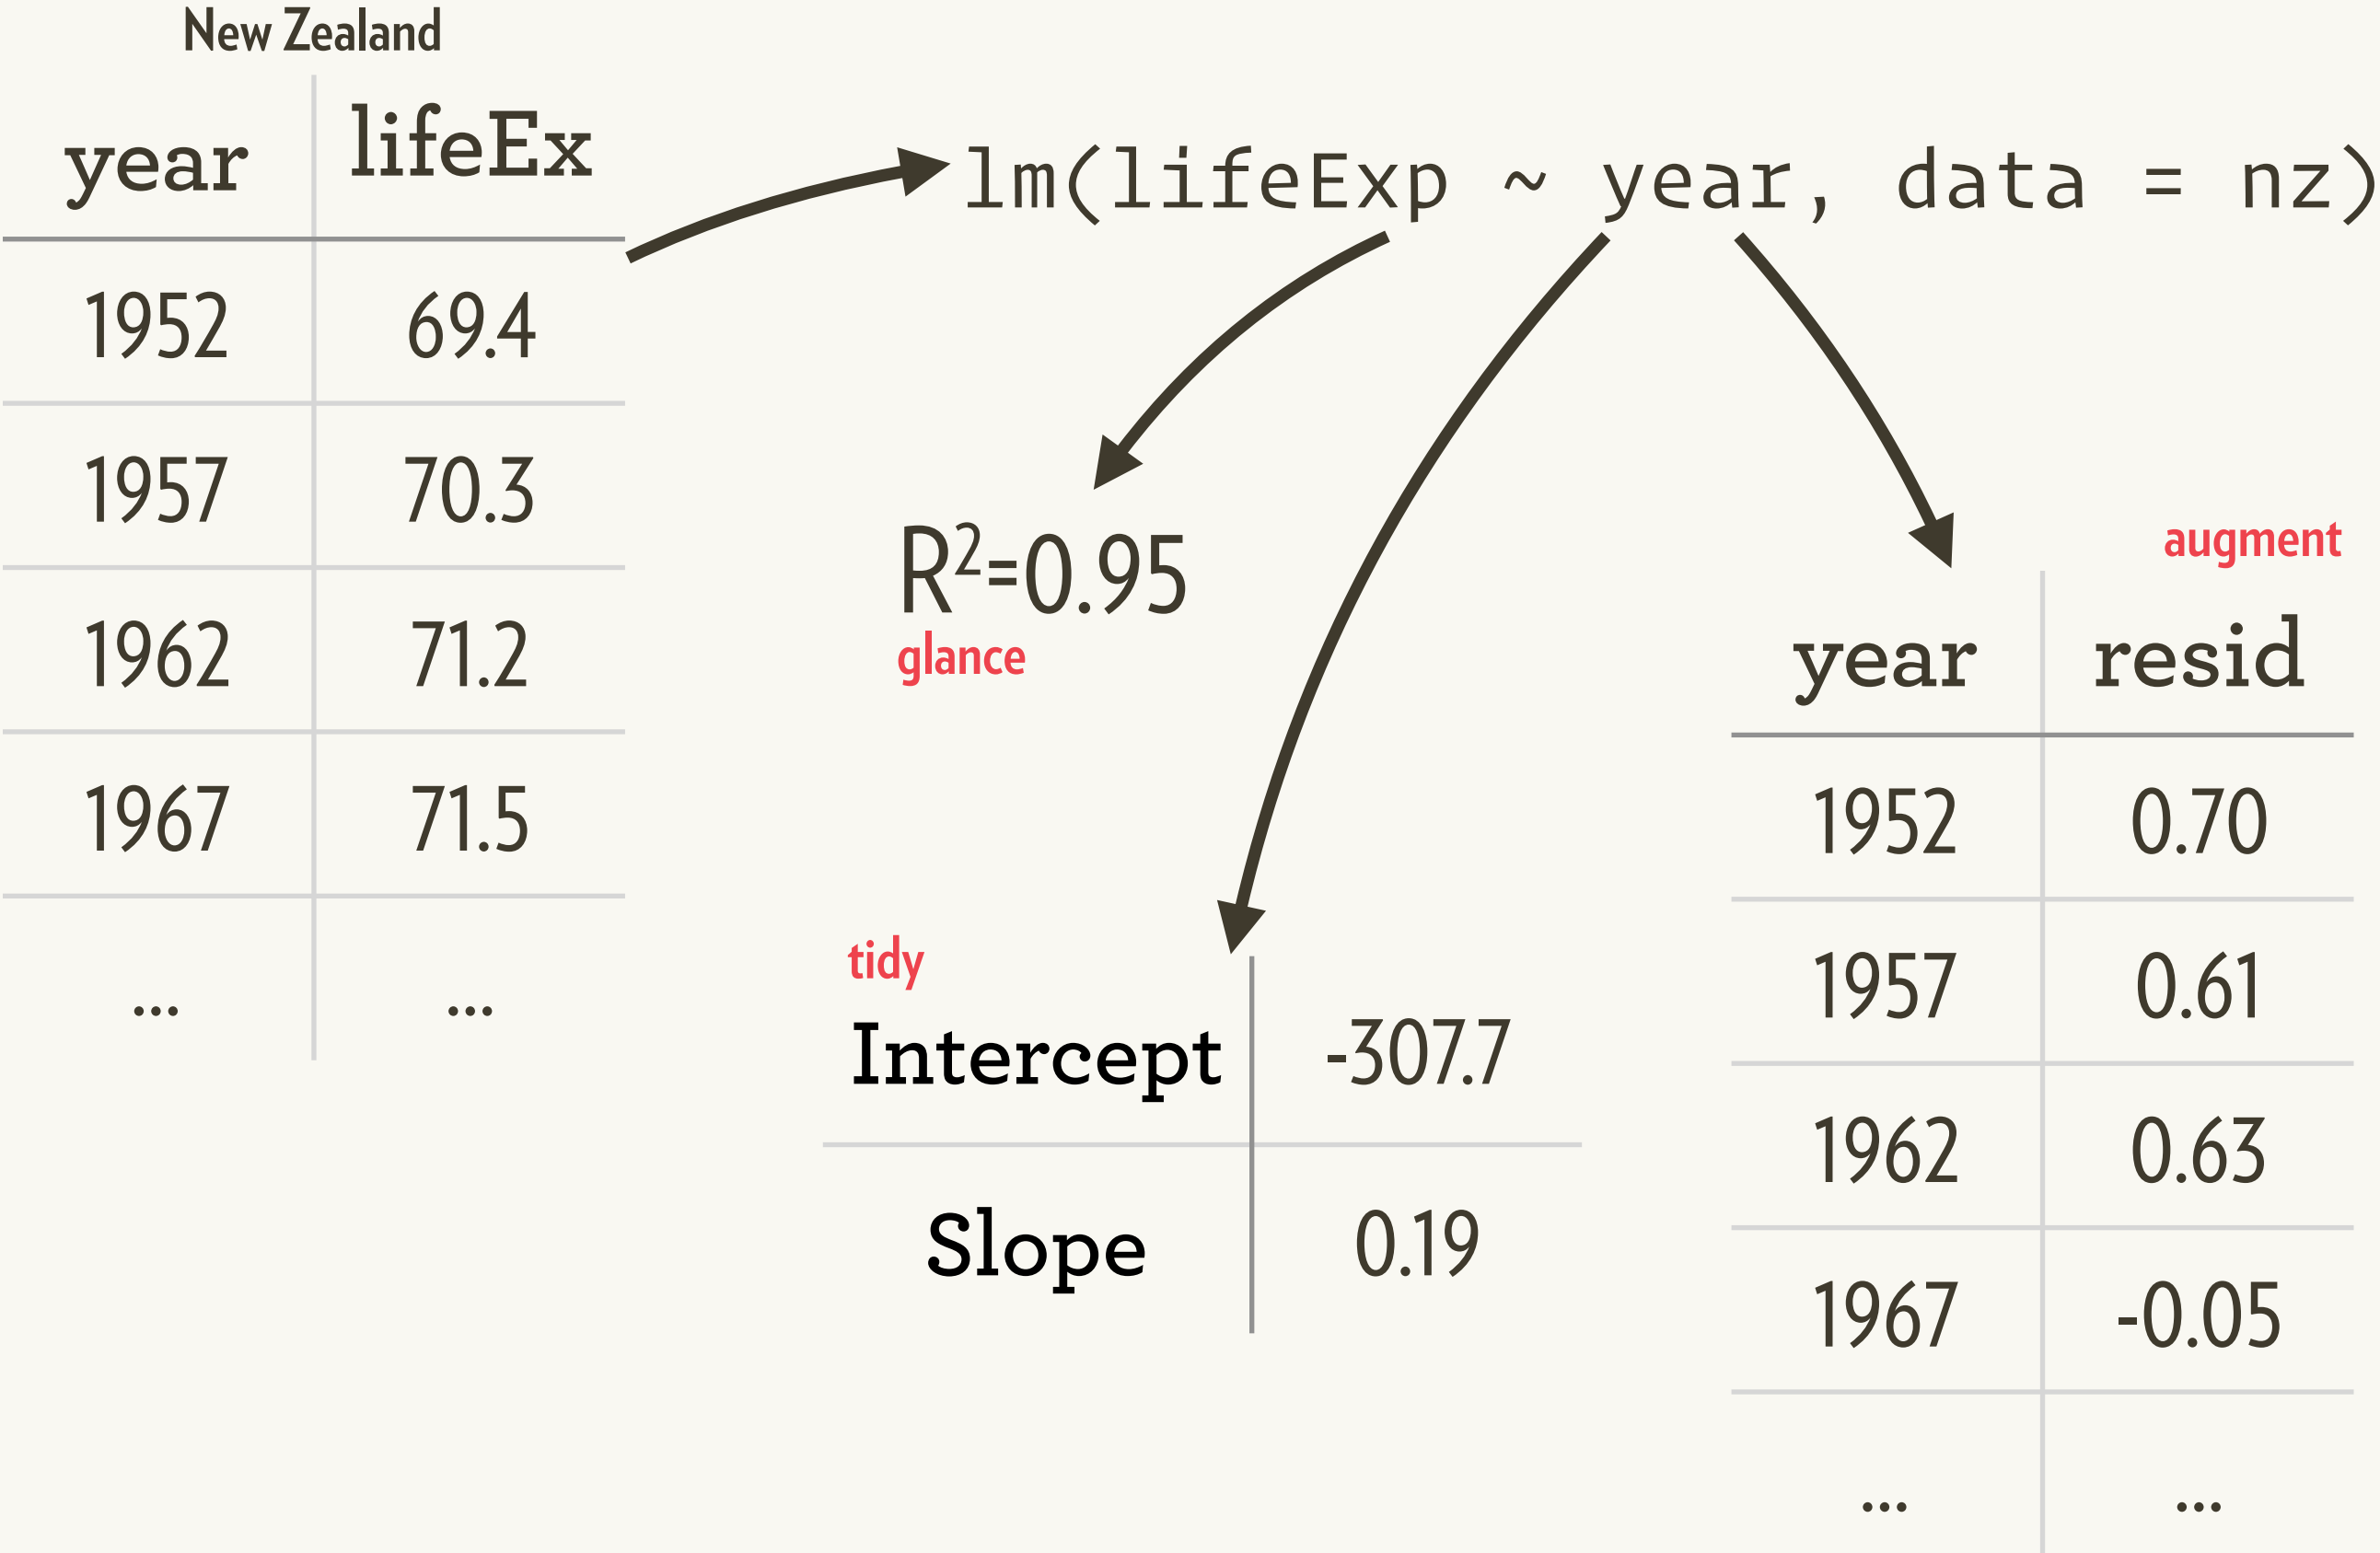 New Zealand
year lifeEx
1952 69.4
1957 70.3
1962 71.2
1967 71.5
... ...
lm(lifeExp ~ year, data = nz)
R²=0.95
glance
tidy
Intercept -307.7
Slope 0.19
augment
year resid
1952 0.70
1957 0.61
1962 0.63
1967 -0.05
... ...